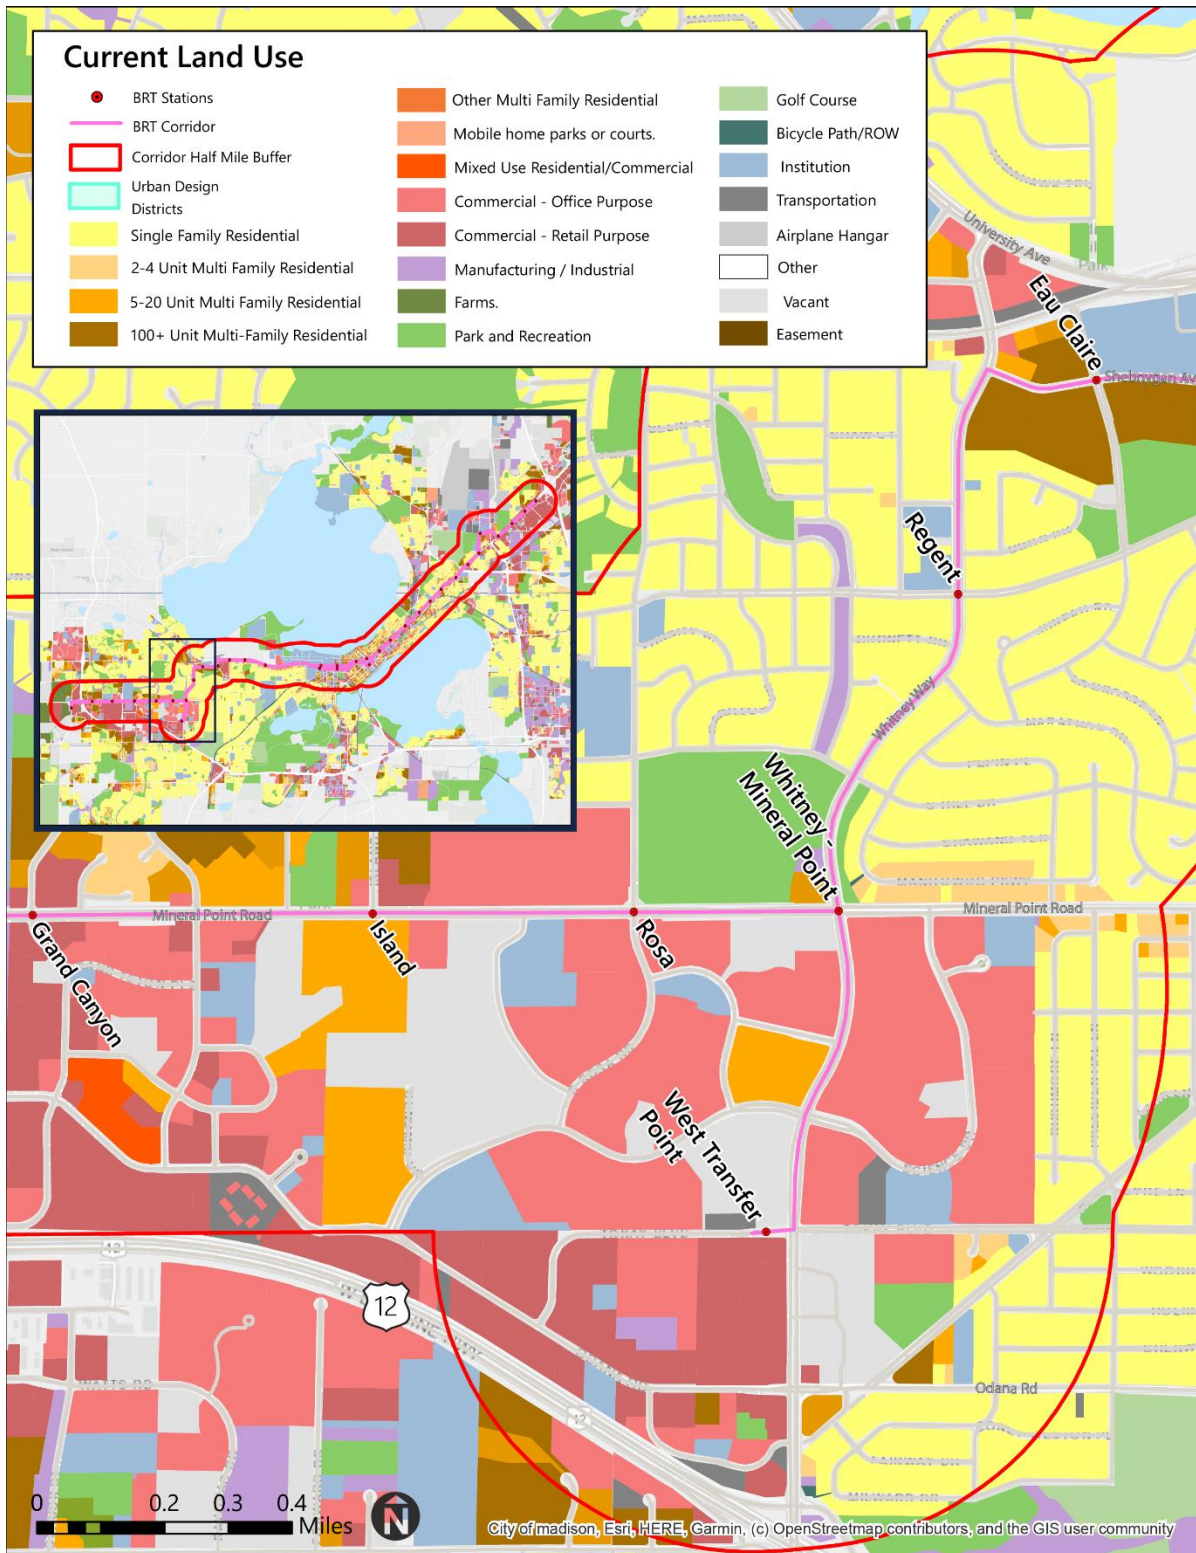 Current Land Use
BRT Stations
BRT Corridor
Corridor Half Mile Buffer
Urban Design
Districts
Single Family Residential
2-4 Unit Multi Family Residential
5-20 Unit Multi Family Residential
100+ Unit Multi-Family Residential
Other Multi Family Residential
Mobile home parks or courts.
Mixed Use Residential/Commercial
Commercial - Office Purpose
Commercial - Retail Purpose
Manufacturing / Industrial
Farms.
Park and Recreation
Golf Course
Bicycle Path/ROW
Institution
Transportation
Airplane Hangar
Other
Vacant
Easement
University Ave
Park
Eau Claire
Sheboygan Av
Regent
Whitney Way
Whitney -
Mineral Point
Park
Mineral Point Road
Mineral Point Road
Grand Canyon
Island
Rosa
West Transfer
Point
12
12
12
Odana Rd
WATTS RD
0
0.2
0.3
0.4
Miles
N
City of madison, Esri, HERE, Garmin, (c) OpenStreetmap contributors, and the GIS user community